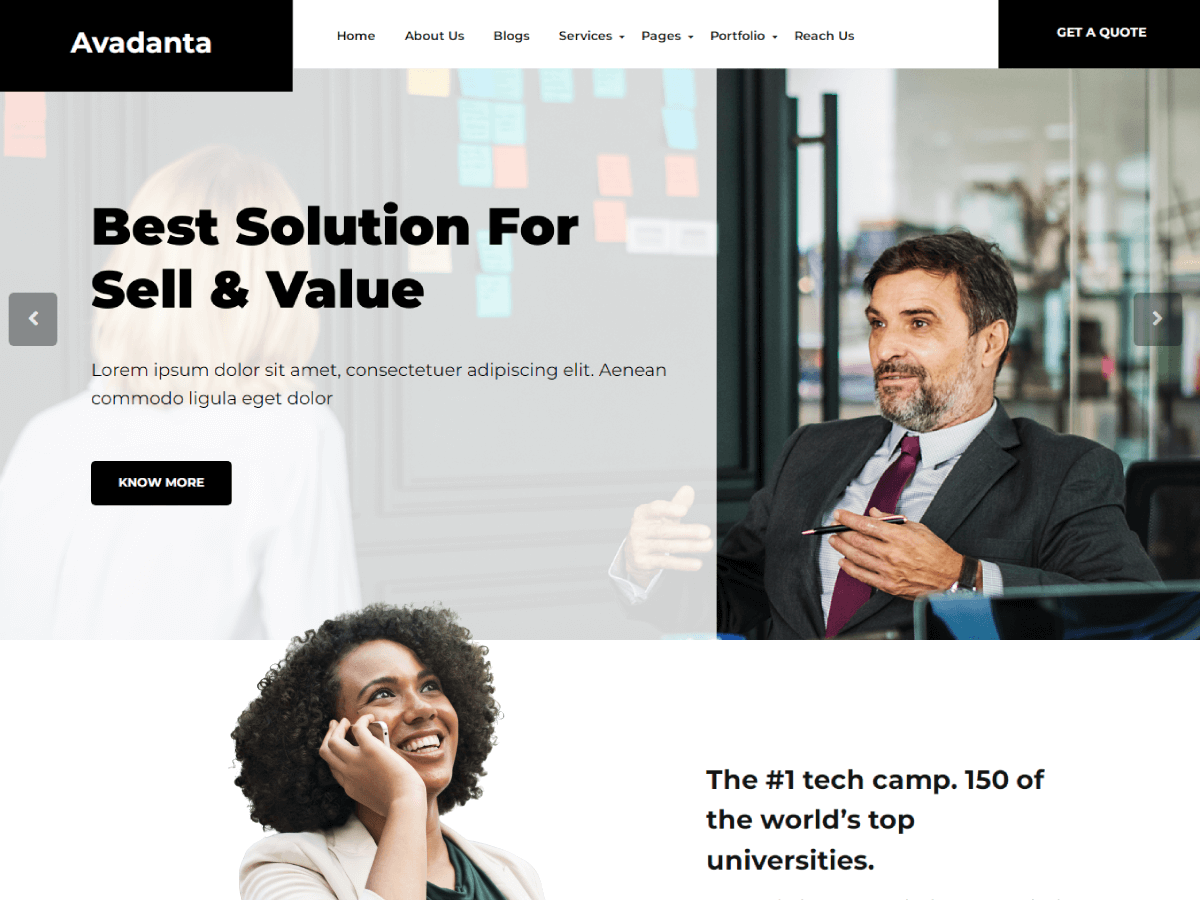 Avadanta
Home About Us Blogs Services Pages Portfolio Reach Us
GET A QUOTE
Best Solution For
Sell & Value
Lorem ipsum dolor sit amet, consectetuer adipiscing elit. Aenean
commodo ligula eget dolor
KNOW MORE
The #1 tech camp. 150 of
the world’s top
universities.